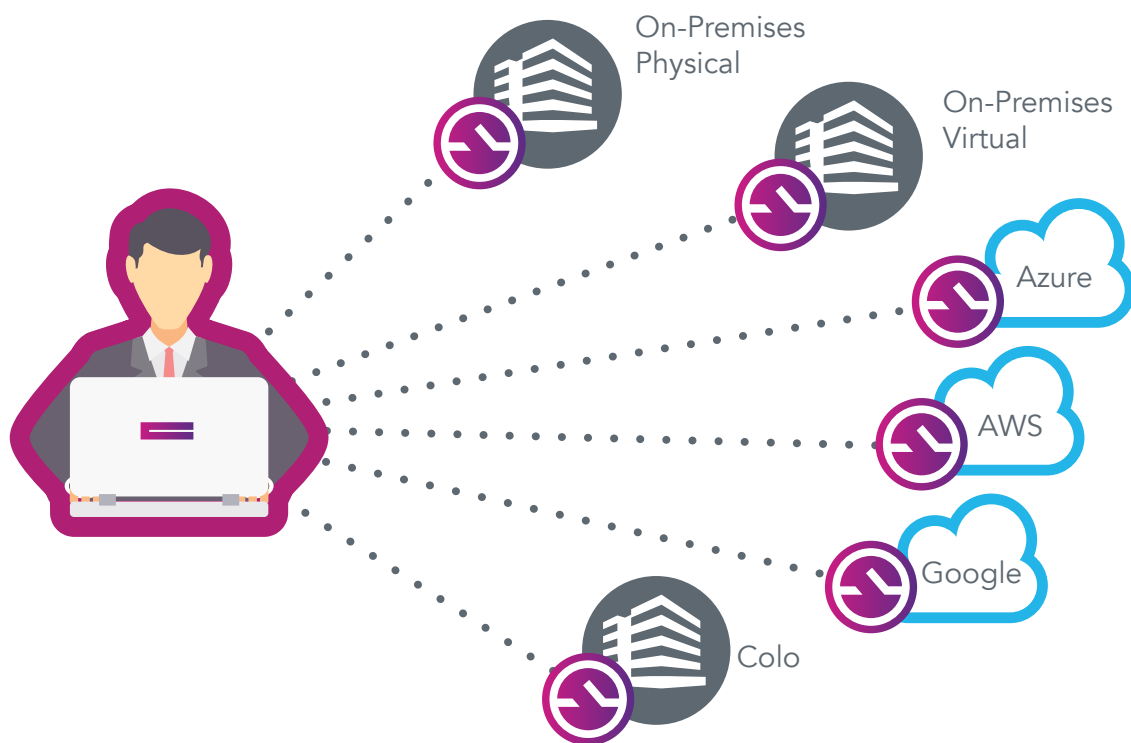 On-Premises
Physical
On-Premises
Virtual
Azure
AWS
Google
Colo